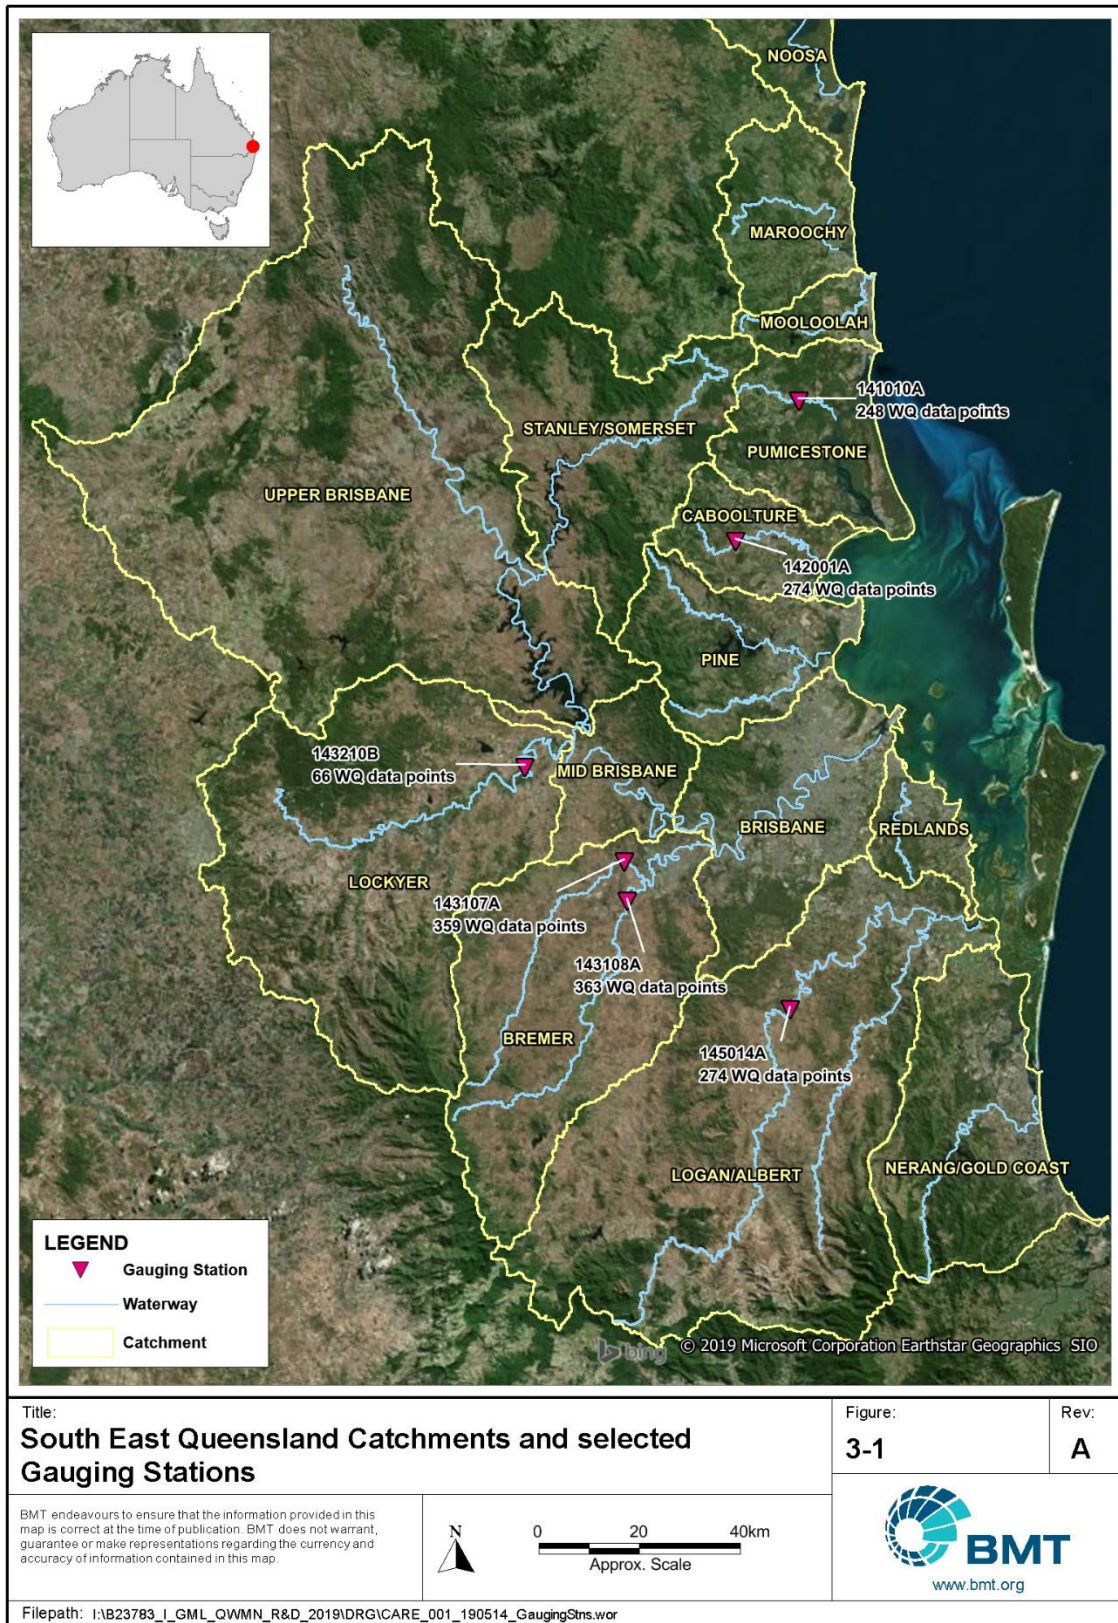 NOOSA
MAROOCHY
MOOLOOLAH
141010A
248 WQ data points
STANLEY/SOMERSET
PUMICESTONE
UPPER BRISBANE
CABOOLTURE
142001A
274 WQ data points
PINE
143210B
66 WQ data points
MID BRISBANE
BRISBANE
REDLANDS
LOCKYER
143107A
359 WQ data points
143108A
363 WQ data points
BREMER
145014A
274 WQ data points
LOGAN/ALBERT
NERANG/GOLD COAST
LEGEND
Gauging Station
Waterway
Catchment
bing
© 2019 Microsoft Corporation Earthstar Geographics SIO
Title:
South East Queensland Catchments and selected
Gauging Stations
Figure:
3-1
Rev:
A
BMT endeavours to ensure that the information provided in this
map is correct at the time of publication. BMT does not warrant,
guarantee or make representations regarding the currency and
accuracy of information contained in this map.
N
0 20 40km
Approx. Scale
BMT
www.bmt.org
Filepath: I:\B23783_I_GML_QWMN_R&D_2019\DRG\CARE_001_190514_GaugingStns.wor